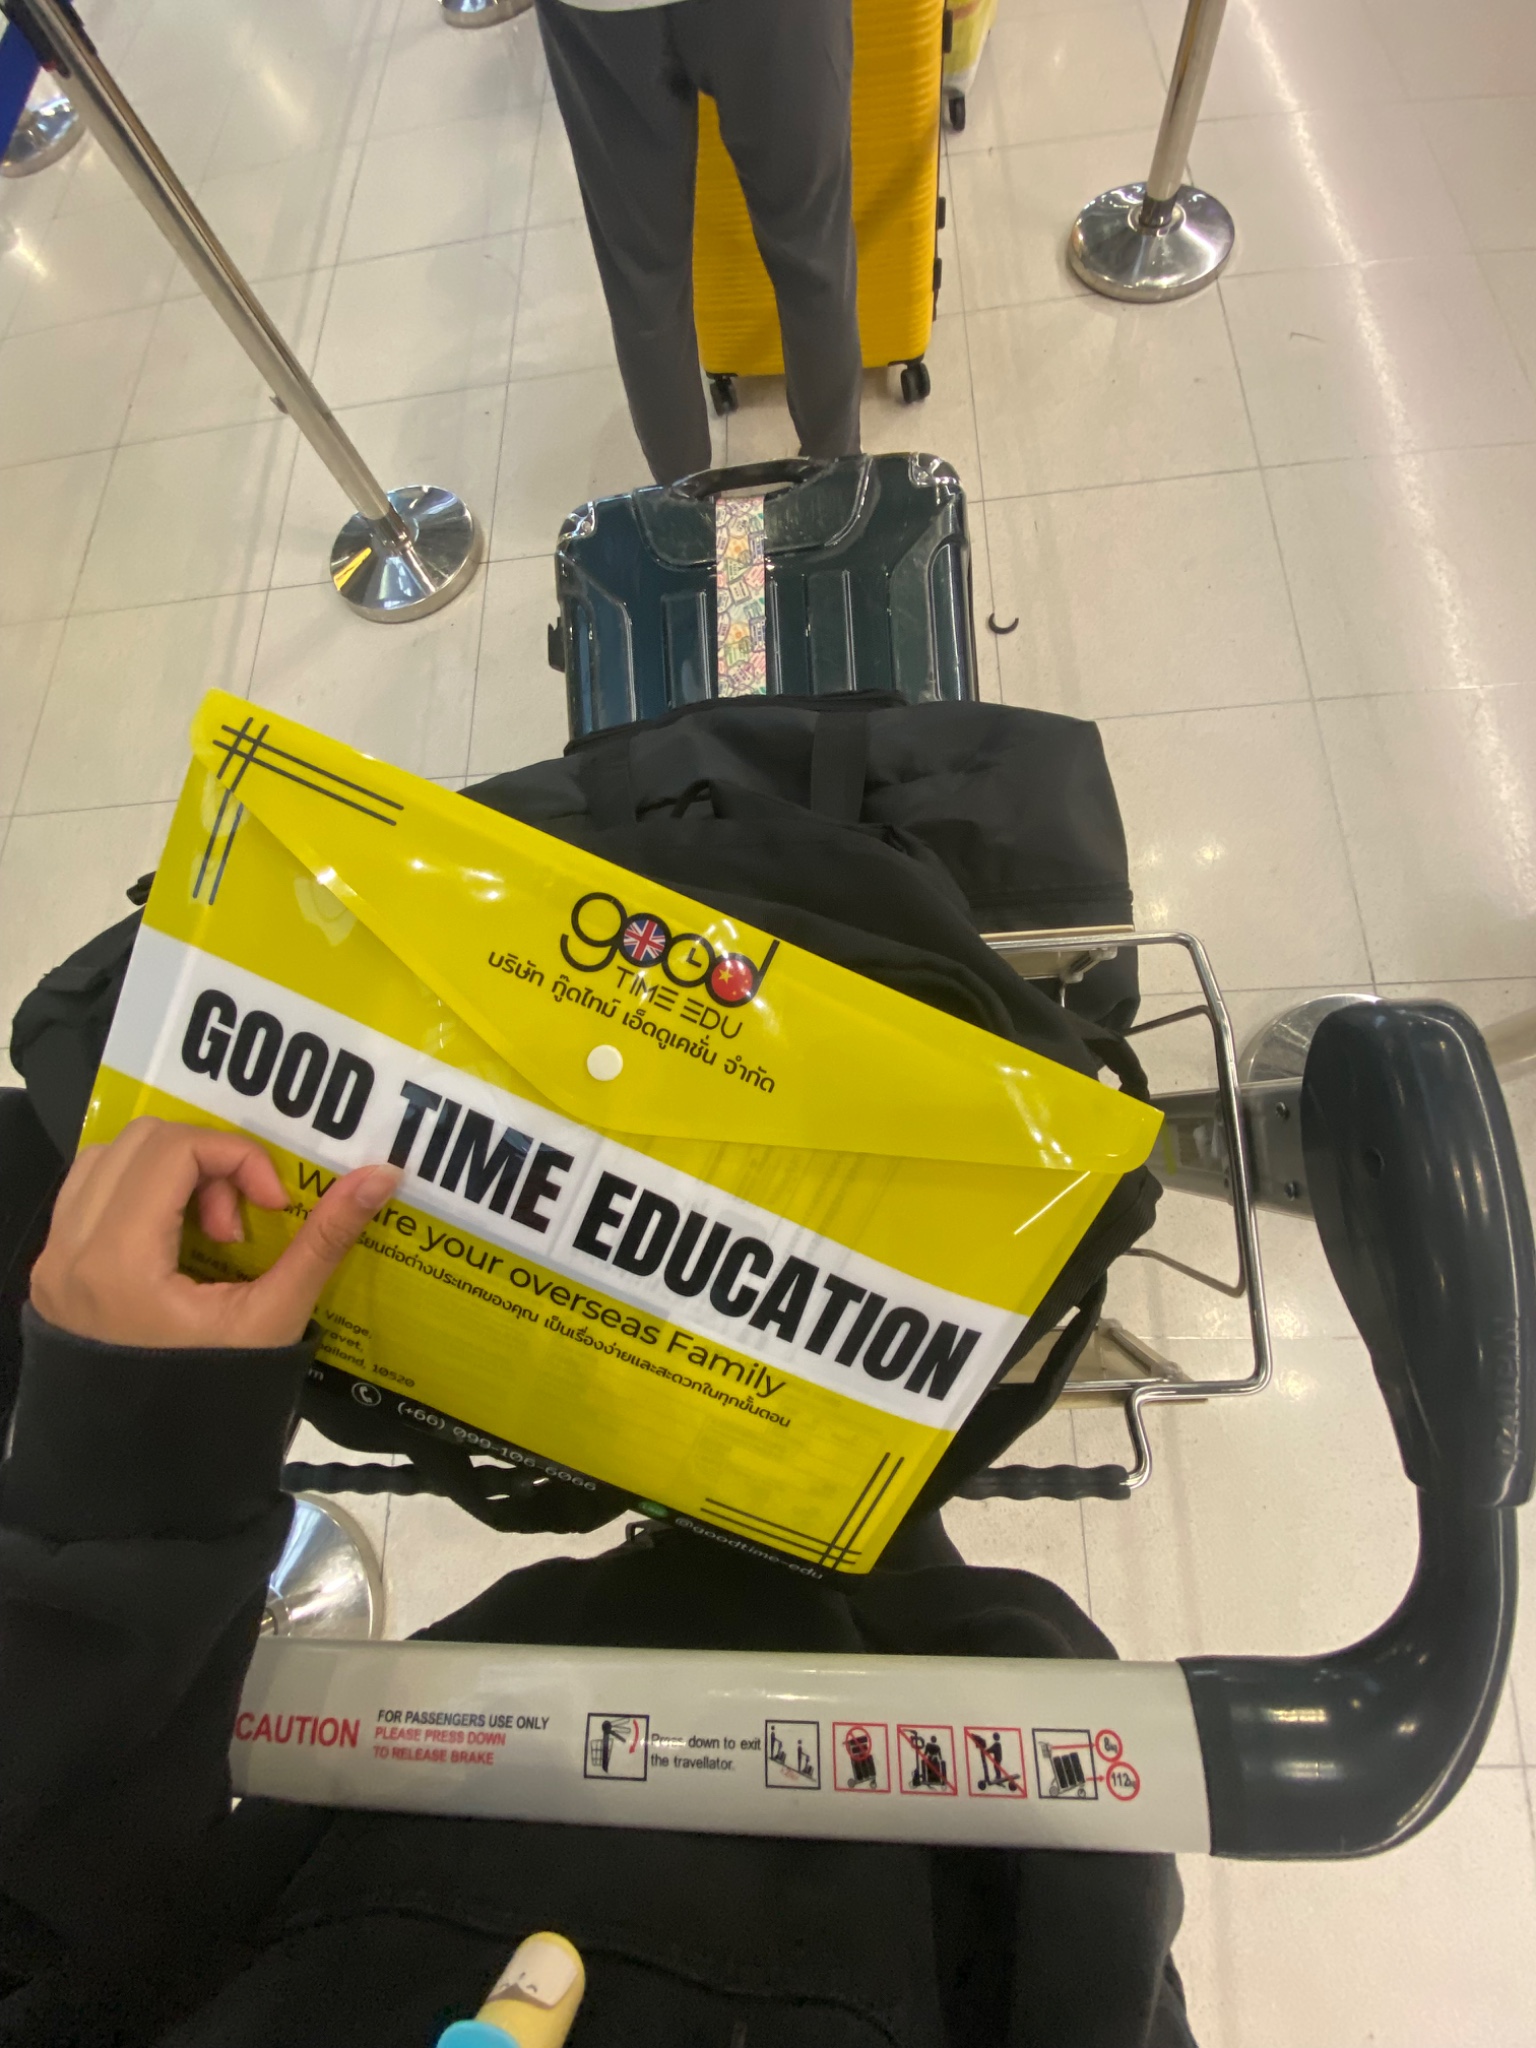 good
TIME EDU
บริษัท กู๊ดไทม์ เอ็ดดูเคชั่น จำกัด
GOOD TIME EDUCATION
are your overseas Family
เรียนต่อต่างประเทศของคุณ เป็นเรื่องง่ายและสะดวกในทุกขั้นตอน
Village,
10520
(+66) 099-106-6066
@goodtime-edu
CAUTION
FOR PASSENGERS USE ONLY
PLEASE PRESS DOWN
TO RELEASE BRAKE
Press down to exit
the travellator.
8kg
112kg